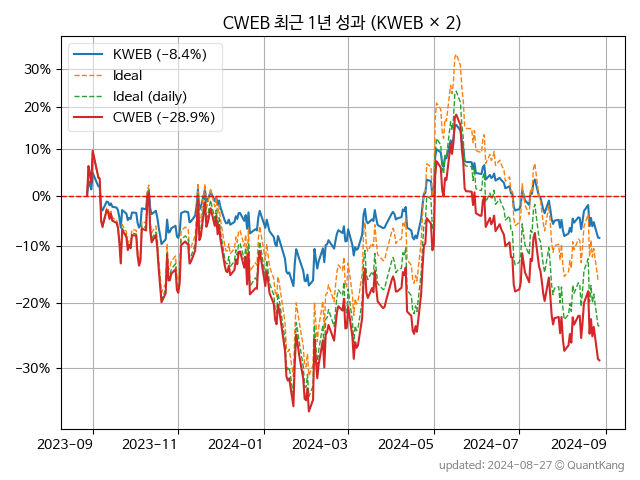 CWEB 최근 1년 성과 (KWEB × 2)
KWEB (−8.4%)
Ideal
Ideal (daily)
CWEB (−28.9%)
30%
20%
10%
0%
−10%
−20%
−30%
2023-09
2023-11
2024-01
2024-03
2024-05
2024-07
2024-09
updated: 2024-08-27 © QuantKang